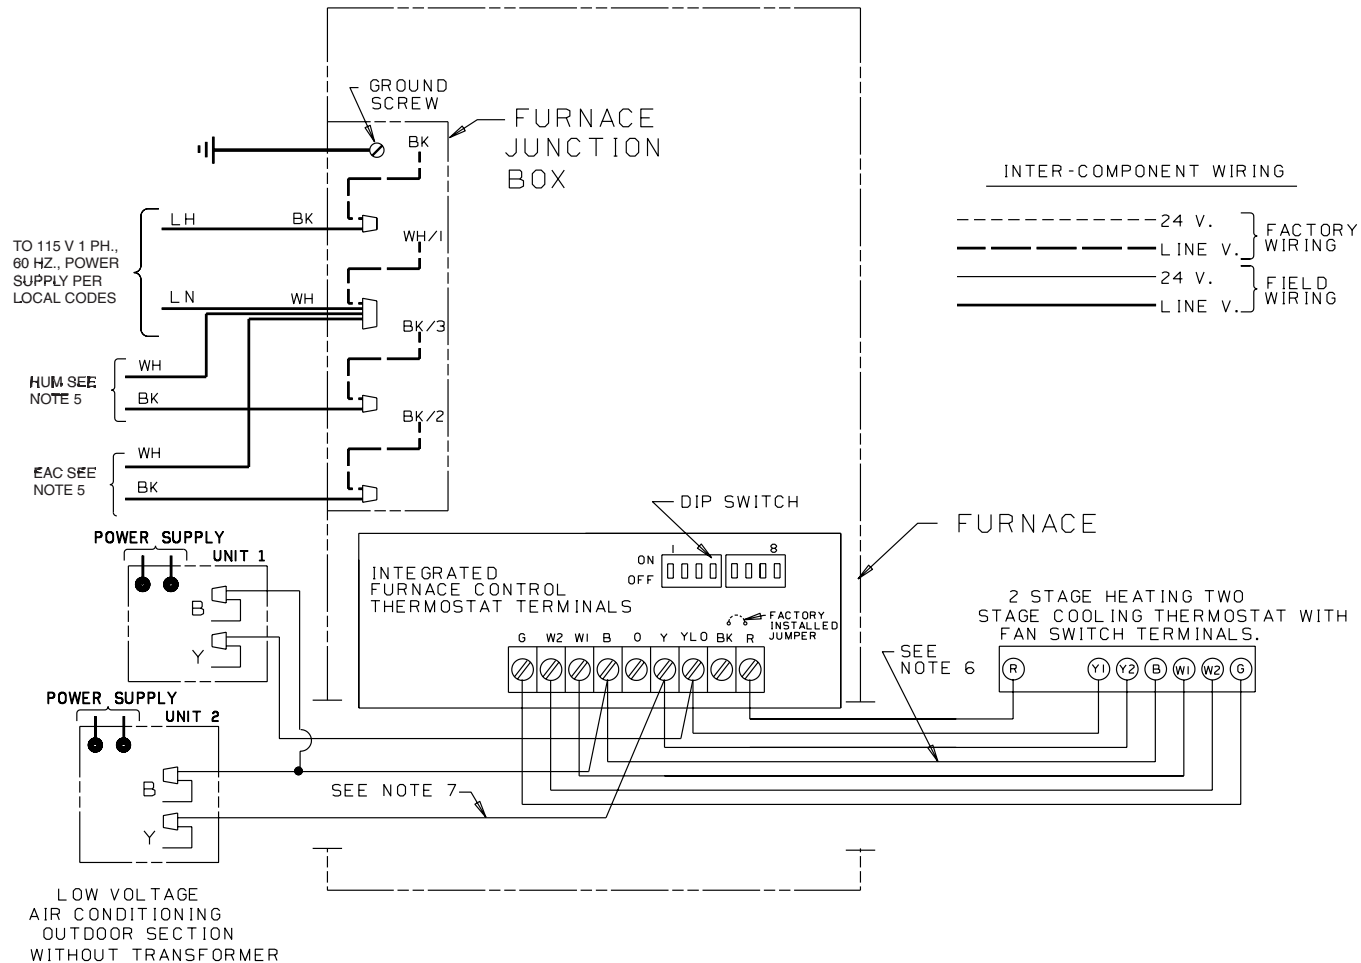 GROUND
SCREW
FURNACE
JUNCTION
BOX
BK
INTER-COMPONENT WIRING
24 V.
LINE V.
FACTORY
WIRING
24 V.
LINE V.
FIELD
WIRING
TO 115 V 1 PH.,
60 HZ., POWER
SUPPLY PER
LOCAL CODES
LH
BK
WH/1
LN
WH
BK/3
HUM SEE
NOTE 5
WH
BK
BK/2
EAC SEE
NOTE 5
WH
BK
DIP SWITCH
FURNACE
POWER SUPPLY
UNIT 1
B
Y
INTEGRATED
FURNACE CONTROL
THERMOSTAT TERMINALS
ON
OFF
1
8
FACTORY
INSTALLED
JUMPER
G W2 W1 B O Y YLO BK R
SEE
NOTE 6
2 STAGE HEATING TWO
STAGE COOLING THERMOSTAT WITH
FAN SWITCH TERMINALS.
R Y1 Y2 B W1 W2 G
POWER SUPPLY
UNIT 2
B
Y
SEE NOTE 7
LOW VOLTAGE
AIR CONDITIONING
OUTDOOR SECTION
WITHOUT TRANSFORMER